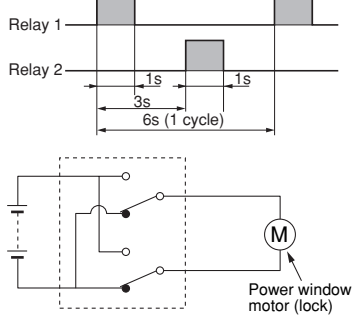 Relay 1
Relay 2
1s
1s
3s
6s (1 cycle)
M
Power window
motor (lock)